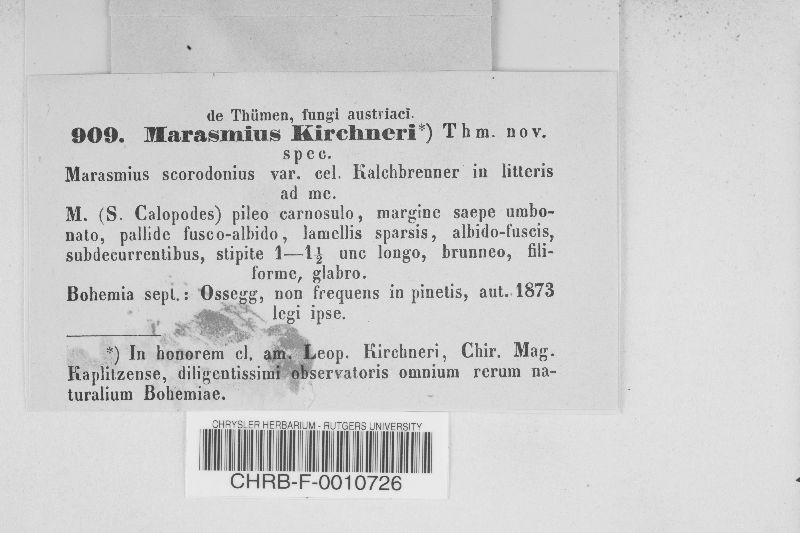 de Thümen, fungi austriaci.
909. Marasmius Kirchneri*) Thm. nov.
spec.
Marasmius scorodonius var. cel. Kalchbrenner in litteris
ad me.
M. (S. Calopodes) pileo carnosulo, margine saepe umbo-
nato, pallide fusco-albido, lamellis sparsis, albido-fuscis,
subdecurrentibus, stipite 1—1½ unc longo, brunneo, fili-
forme, glabro.
Bohemia sept.: Ossegg, non frequens in pinetis, aut. 1873
legi ipse.
*) In honorem cl. am. Leop. Kirchneri, Chir. Mag.
Kaplitzense, diligentissimi observatoris omnium rerum na-
turalium Bohemiae.
CHRYSLER HERBARIUM - RUTGERS UNIVERSITY
CHRB-F-0010726